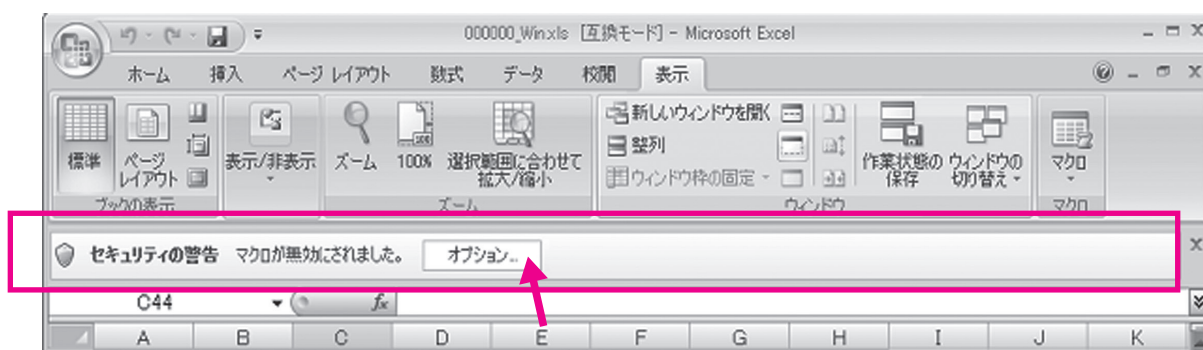 000000_Win.xls [互換モード] - Microsoft Excel
ホーム 挿入 ページ レイアウト 数式 データ 校閲 表示
標準
ページ
レイアウト
ブックの表示
表示/非表示
ズーム
100%
選択範囲に合わせて
拡大/縮小
ズーム
新しいウィンドウを開く
整列
ウィンドウ枠の固定
作業状態の
保存
ウィンドウの
切り替え
ウィンドウ
マクロ
マクロ
セキュリティの警告 マクロが無効にされました。 オプション...
C44 fx
A B C D E F G H I J K